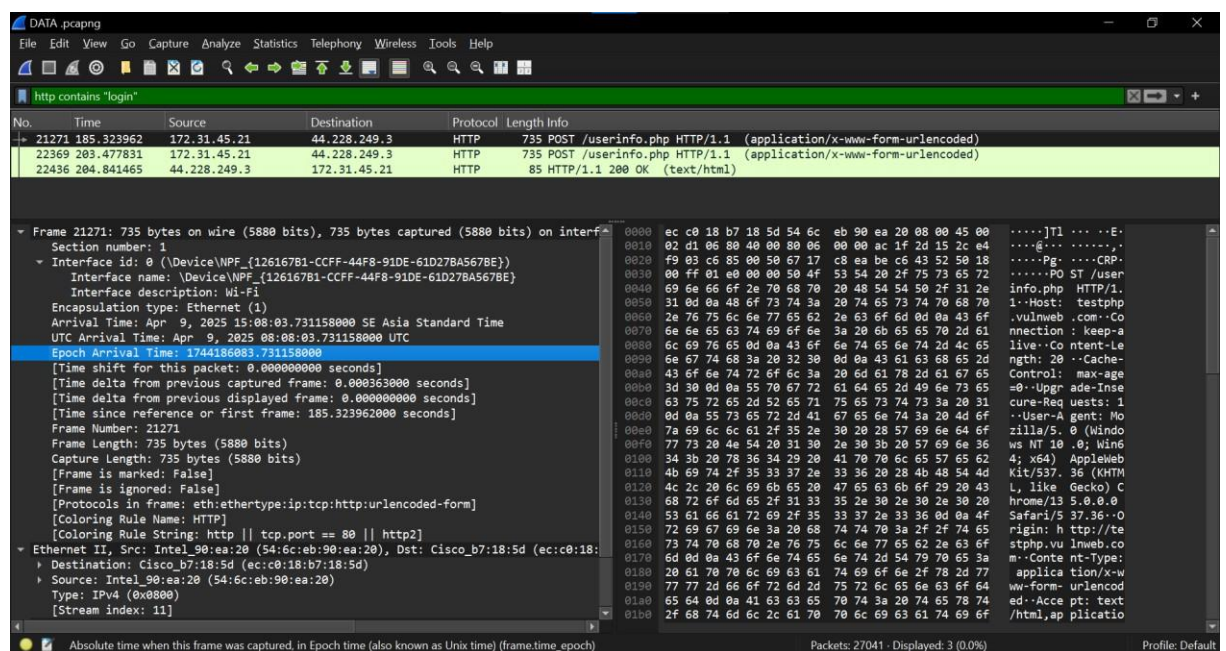 DATA .pcapng
File Edit View Go Capture Analyze Statistics Telephony Wireless Tools Help
http contains "login"
No. Time Source Destination Protocol Length Info
21271 185.323962 172.31.45.21 44.228.249.3 HTTP 735 POST /userinfo.php HTTP/1.1 (application/x-www-form-urlencoded)
22369 203.477831 172.31.45.21 44.228.249.3 HTTP 735 POST /userinfo.php HTTP/1.1 (application/x-www-form-urlencoded)
22436 204.841465 44.228.249.3 172.31.45.21 HTTP 85 HTTP/1.1 200 OK (text/html)
Frame 21271: 735 bytes on wire (5880 bits), 735 bytes captured (5880 bits) on interf
Section number: 1
Interface id: 0 (\Device\NPF_{126167B1-CCFF-44F8-91DE-61D27BA567BE})
Interface name: \Device\NPF_{126167B1-CCFF-44F8-91DE-61D27BA567BE}
Interface description: Wi-Fi
Encapsulation type: Ethernet (1)
Arrival Time: Apr 9, 2025 15:08:03.731158000 SE Asia Standard Time
UTC Arrival Time: Apr 9, 2025 08:08:03.731158000 UTC
Epoch Arrival Time: 1744186083.731158000
[Time shift for this packet: 0.000000000 seconds]
[Time delta from previous captured frame: 0.000363000 seconds]
[Time delta from previous displayed frame: 0.000000000 seconds]
[Time since reference or first frame: 185.323962000 seconds]
Frame Number: 21271
Frame Length: 735 bytes (5880 bits)
Capture Length: 735 bytes (5880 bits)
[Frame is marked: False]
[Frame is ignored: False]
[Protocols in frame: eth:ethertype:ip:tcp:http:urlencoded-form]
[Coloring Rule Name: HTTP]
[Coloring Rule String: http || tcp.port == 80 || http2]
Ethernet II, Src: Intel_90:ea:20 (54:6c:eb:90:ea:20), Dst: Cisco_b7:18:5d (ec:c0:18:
Destination: Cisco_b7:18:5d (ec:c0:18:b7:18:5d)
Source: Intel_90:ea:20 (54:6c:eb:90:ea:20)
Type: IPv4 (0x0800)
[Stream index: 11]
0000 ec c0 18 b7 18 5d 54 6c eb 90 ea 20 08 00 45 00 ·····]Tl ··· ··E·
0010 02 d1 06 80 40 00 80 06 00 00 ac 1f 2d 15 2c e4 ····@··· ····-·,·
0020 f9 03 c6 85 00 50 67 17 c8 ea be c6 43 52 50 18 ·····Pg· ····CRP·
0030 00 ff 01 e0 00 00 50 4f 53 54 20 2f 75 73 65 72 ······PO ST /user
0040 69 6e 66 6f 2e 70 68 70 20 48 54 54 50 2f 31 2e info.php HTTP/1.
0050 31 0d 0a 48 6f 73 74 3a 20 74 65 73 74 70 68 70 1··Host: testphp
0060 2e 76 75 6c 6e 77 65 62 2e 63 6f 6d 0d 0a 43 6f .vulnweb .com··Co
0070 6e 6e 65 63 74 69 6f 6e 3a 20 6b 65 65 70 2d 61 nnection : keep-a
0080 6c 69 76 65 0d 0a 43 6f 6e 74 65 6e 74 2d 4c 65 live··Co ntent-Le
0090 6e 67 74 68 3a 20 32 30 0d 0a 43 61 63 68 65 2d ngth: 20 ··Cache-
00a0 43 6f 6e 74 72 6f 6c 3a 20 6d 61 78 2d 61 67 65 Control: max-age
00b0 3d 30 0d 0a 55 70 67 72 61 64 65 2d 49 6e 73 65 =0··Upgr ade-Inse
00c0 63 75 72 65 2d 52 65 71 75 65 73 74 73 3a 20 31 cure-Req uests: 1
00d0 0d 0a 55 73 65 72 2d 41 67 65 6e 74 3a 20 4d 6f ··User-A gent: Mo
00e0 7a 69 6c 6c 61 2f 35 2e 30 20 28 57 69 6e 64 6f zilla/5. 0 (Windo
00f0 77 73 20 4e 54 20 31 30 2e 30 3b 20 57 69 6e 36 ws NT 10 .0; Win6
0100 34 3b 20 78 36 34 29 20 41 70 70 6c 65 57 65 62 4; x64) AppleWeb
0110 4b 69 74 2f 35 33 37 2e 33 36 20 28 4b 48 54 4d Kit/537. 36 (KHTM
0120 4c 2c 20 6c 69 6b 65 20 47 65 63 6b 6f 29 20 43 L, like Gecko) C
0130 68 72 6f 6d 65 2f 31 33 35 2e 30 2e 30 2e 30 20 hrome/13 5.0.0.0
0140 53 61 66 61 72 69 2f 35 33 37 2e 33 36 0d 0a 4f Safari/5 37.36··O
0150 72 69 67 69 6e 3a 20 68 74 74 70 3a 2f 2f 74 65 rigin: h ttp://te
0160 73 74 70 68 70 2e 76 75 6c 6e 77 65 62 2e 63 6f stphp.vu lnweb.co
0170 6d 0d 0a 43 6f 6e 74 65 6e 74 2d 54 79 70 65 3a m··Conte nt-Type:
0180 20 61 70 70 6c 69 63 61 74 69 6f 6e 2f 78 2d 77 applica tion/x-w
0190 77 77 2d 66 6f 72 6d 2d 75 72 6c 65 6e 63 6f 64 ww-form- urlencod
01a0 65 64 0d 0a 41 63 63 65 70 74 3a 20 74 65 78 74 ed··Acce pt: text
01b0 2f 68 74 6d 6c 2c 61 70 70 6c 69 63 61 74 69 6f /html,ap plicatio
Absolute time when this frame was captured, in Epoch time (also known as Unix time) (frame.time_epoch) Packets: 27041 · Displayed: 3 (0.0%) Profile: Default